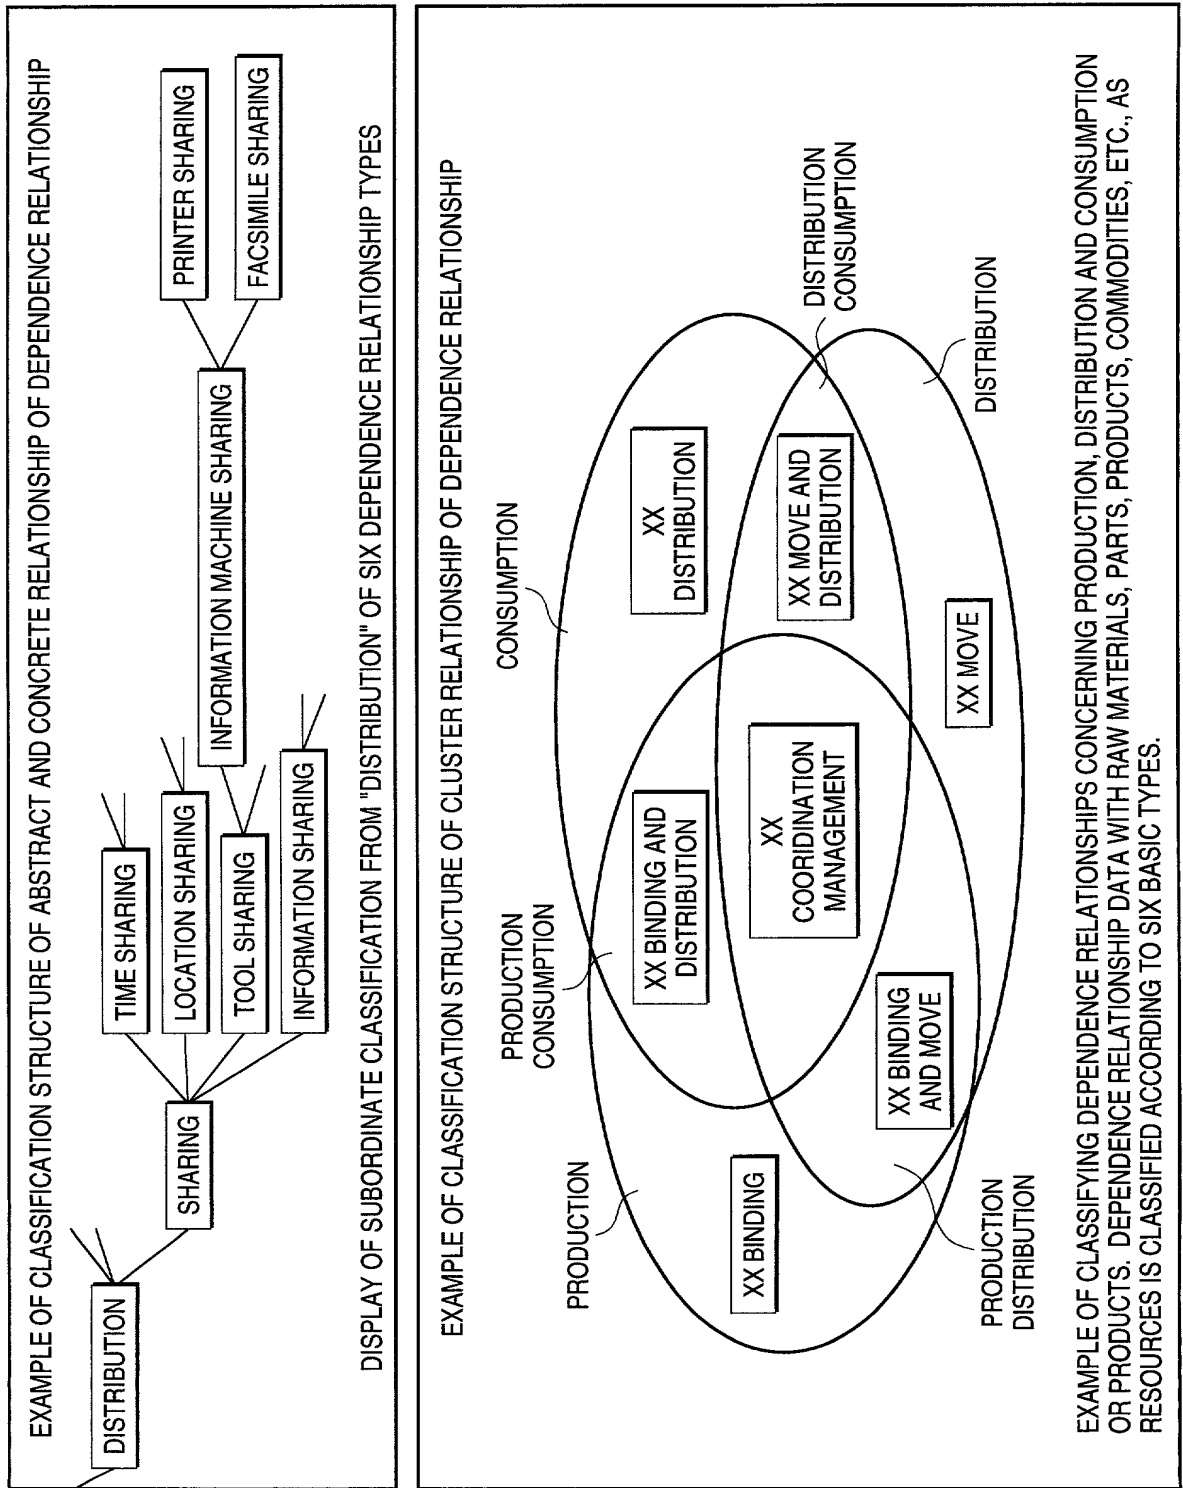 EXAMPLE OF CLASSIFICATION STRUCTURE OF ABSTRACT AND CONCRETE RELATIONSHIP OF DEPENDENCE RELATIONSHIP
DISTRIBUTION
SHARING
TIME SHARING
LOCATION SHARING
TOOL SHARING
INFORMATION SHARING
INFORMATION MACHINE SHARING
PRINTER SHARING
FACSIMILE SHARING
DISPLAY OF SUBORDINATE CLASSIFICATION FROM "DISTRIBUTION" OF SIX DEPENDENCE RELATIONSHIP TYPES
EXAMPLE OF CLASSIFICATION STRUCTURE OF CLUSTER RELATIONSHIP OF DEPENDENCE RELATIONSHIP
PRODUCTION
PRODUCTION
CONSUMPTION
CONSUMPTION
XX BINDING
XX BINDING AND
DISTRIBUTION
XX
DISTRIBUTION
XX
COORIDINATION
MANAGEMENT
XX MOVE AND
DISTRIBUTION
DISTRIBUTION
CONSUMPTION
XX BINDING
AND MOVE
XX MOVE
PRODUCTION
DISTRIBUTION
DISTRIBUTION
EXAMPLE OF CLASSIFYING DEPENDENCE RELATIONSHIPS CONCERNING PRODUCTION, DISTRIBUTION AND CONSUMPTION
OR PRODUCTS. DEPENDENCE RELATIONSHIP DATA WITH RAW MATERIALS, PARTS, PRODUCTS, COMMODITIES, ETC., AS
RESOURCES IS CLASSIFIED ACCORDING TO SIX BASIC TYPES.